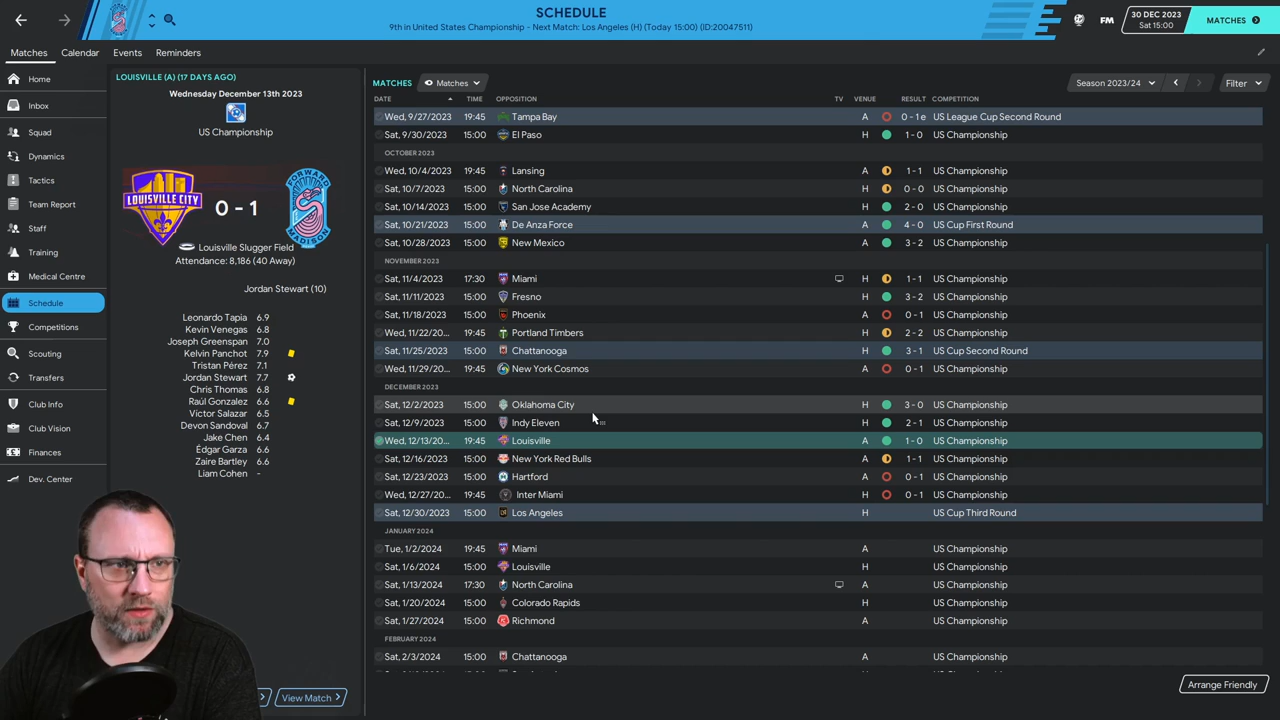 SCHEDULE
9th in United States Championship - Next Match: Los Angeles (H) (Today 15:00) (ID:20047511)
FM
30 DEC 2023
Sat 15:00
MATCHES
Matches
Calendar
Events
Reminders
Home
Inbox
Squad
Dynamics
Tactics
Team Report
Staff
Training
Medical Centre
Schedule
Competitions
Scouting
Transfers
Club Info
Club Vision
Finances
Dev. Center
LOUISVILLE (A) (17 DAYS AGO)
Wednesday December 13th 2023
US Championship
LOUISVILLE CITY
0 - 1
FORWARD MADISON
Louisville Slugger Field
Attendance: 8,186 (40 Away)
Jordan Stewart (10)
Leonardo Tapia 6.9
Kevin Venegas 6.8
Joseph Greenspan 7.0
Kelvin Panchot 7.9
Tristan Pérez 7.1
Jordan Stewart 7.7
Chris Thomas 6.8
Raúl Gonzalez 6.6
Víctor Salazar 6.5
Devon Sandoval 6.7
Jake Chen 6.4
Édgar Garza 6.6
Zaire Bartley 6.6
Liam Cohen -
View Match
MATCHES Matches Season 2023/24 Filter
DATE TIME OPPOSITION TV VENUE RESULT COMPETITION
Wed, 9/27/2023 19:45 Tampa Bay A 0 - 1e US League Cup Second Round
Sat, 9/30/2023 15:00 El Paso H 1 - 0 US Championship
OCTOBER 2023
Wed, 10/4/2023 19:45 Lansing A 1 - 1 US Championship
Sat, 10/7/2023 15:00 North Carolina H 0 - 0 US Championship
Sat, 10/14/2023 15:00 San Jose Academy H 2 - 0 US Championship
Sat, 10/21/2023 15:00 De Anza Force A 4 - 0 US Cup First Round
Sat, 10/28/2023 15:00 New Mexico A 3 - 2 US Championship
NOVEMBER 2023
Sat, 11/4/2023 17:30 Miami H 1 - 1 US Championship
Sat, 11/11/2023 15:00 Fresno H 3 - 2 US Championship
Sat, 11/18/2023 15:00 Phoenix A 0 - 1 US Championship
Wed, 11/22/20... 19:45 Portland Timbers H 2 - 2 US Championship
Sat, 11/25/2023 15:00 Chattanooga H 3 - 1 US Cup Second Round
Wed, 11/29/20... 19:45 New York Cosmos A 0 - 1 US Championship
DECEMBER 2023
Sat, 12/2/2023 15:00 Oklahoma City H 3 - 0 US Championship
Sat, 12/9/2023 15:00 Indy Eleven H 2 - 1 US Championship
Wed, 12/13/20... 19:45 Louisville A 1 - 0 US Championship
Sat, 12/16/2023 15:00 New York Red Bulls A 1 - 1 US Championship
Sat, 12/23/2023 15:00 Hartford A 0 - 1 US Championship
Wed, 12/27/20... 19:45 Inter Miami H 0 - 1 US Championship
Sat, 12/30/2023 15:00 Los Angeles H US Cup Third Round
JANUARY 2024
Tue, 1/2/2024 19:45 Miami A US Championship
Sat, 1/6/2024 15:00 Louisville H US Championship
Sat, 1/13/2024 17:30 North Carolina A US Championship
Sat, 1/20/2024 15:00 Colorado Rapids H US Championship
Sat, 1/27/2024 15:00 Richmond A US Championship
FEBRUARY 2024
Sat, 2/3/2024 15:00 Chattanooga A US Championship
Arrange Friendly